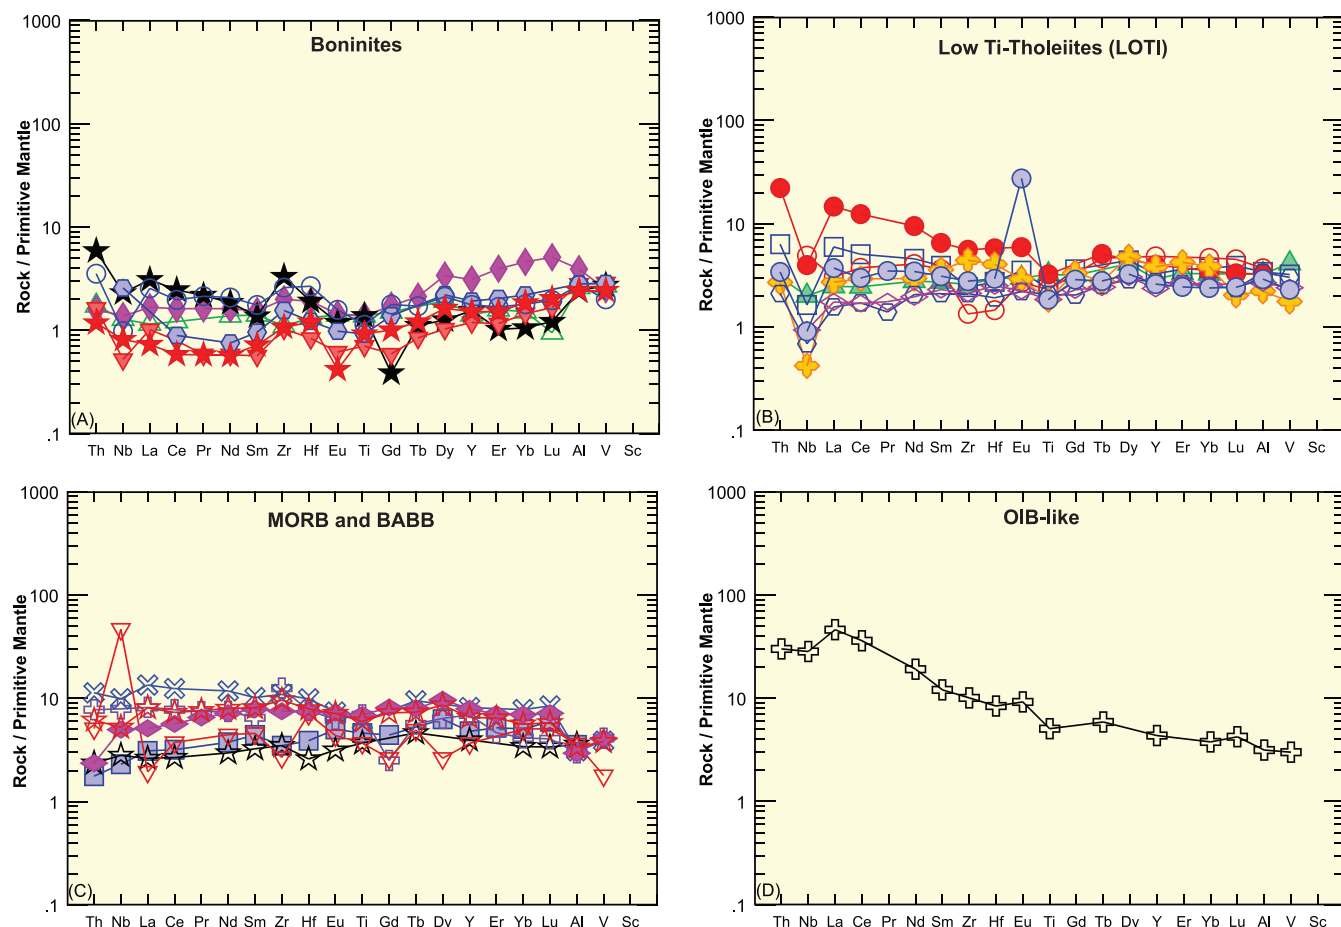 Boninites
Rock / Primitive Mantle
1000
100
10
1
.1
(A)
Th Nb La Ce Pr Nd Sm Zr Hf Eu Ti Gd Tb Dy Y Er Yb Lu Al V Sc
Low Ti-Tholeiites (LOTI)
Rock / Primitive Mantle
1000
100
10
1
.1
(B)
Th Nb La Ce Pr Nd Sm Zr Hf Eu Ti Gd Tb Dy Y Er Yb Lu Al V Sc
MORB and BABB
Rock / Primitive Mantle
1000
100
10
1
.1
(C)
Th Nb La Ce Pr Nd Sm Zr Hf Eu Ti Gd Tb Dy Y Er Yb Lu Al V Sc
OIB-like
Rock / Primitive Mantle
1000
100
10
1
.1
(D)
Th Nb La Ce Pr Nd Sm Zr Hf Eu Ti Gd Tb Dy Y Er Yb Lu Al V Sc